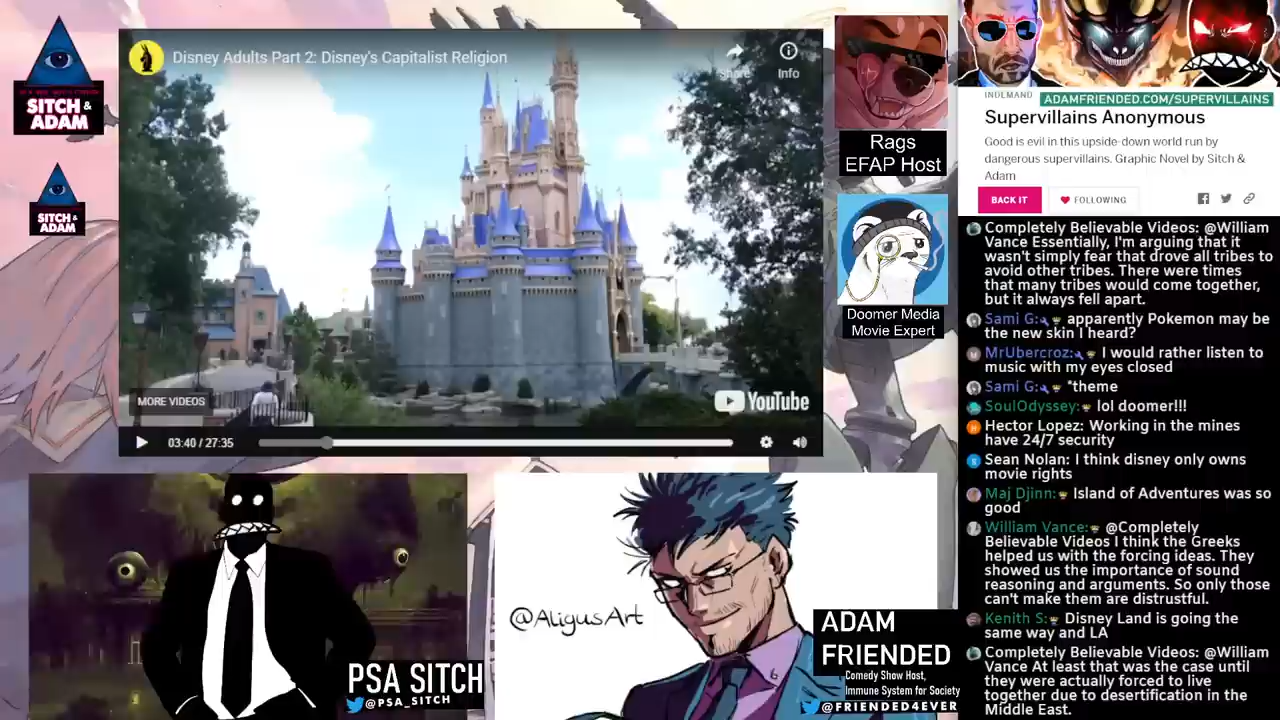 SITCH &
ADAM
SITCH &
ADAM
Disney Adults Part 2: Disney's Capitalist Religion
Share
Info
MORE VIDEOS
YouTube
03:40 / 27:35
Rags
EFAP Host
Doomer Media
Movie Expert
@AligusArt
PSA SITCH
@PSA_SITCH
ADAM
FRIENDED
Comedy Show Host,
Immune System for Society
@FRIENDED4EVER
INDEMAND
ADAMFRIENDED.COM/SUPERVILLAINS
Supervillains Anonymous
Good is evil in this upside-down world run by
dangerous supervillains. Graphic Novel by Sitch &
Adam
BACK IT
FOLLOWING
Completely Believable Videos: @William
Vance Essentially, I'm arguing that it
wasn't simply fear that drove all tribes to
avoid other tribes. There were times
that many tribes would come together,
but it always fell apart.
Sami G: apparently Pokemon may be
the new skin I heard?
MrUbercroz: I would rather listen to
music with my eyes closed
Sami G: *theme
SoulOdyssey: lol doomer!!!
Hector Lopez: Working in the mines
have 24/7 security
Sean Nolan: I think disney only owns
movie rights
Maj Djinn: Island of Adventures was so
good
William Vance: @Completely
Believable Videos I think the Greeks
helped us with the forcing ideas. They
showed us the importance of sound
reasoning and arguments. So only those
can't make them are distrustful.
Kenith S: Disney Land is going the
same way and LA
Completely Believable Videos: @William
Vance At least that was the case until
they were actually forced to live
together due to desertification in the
Middle East.